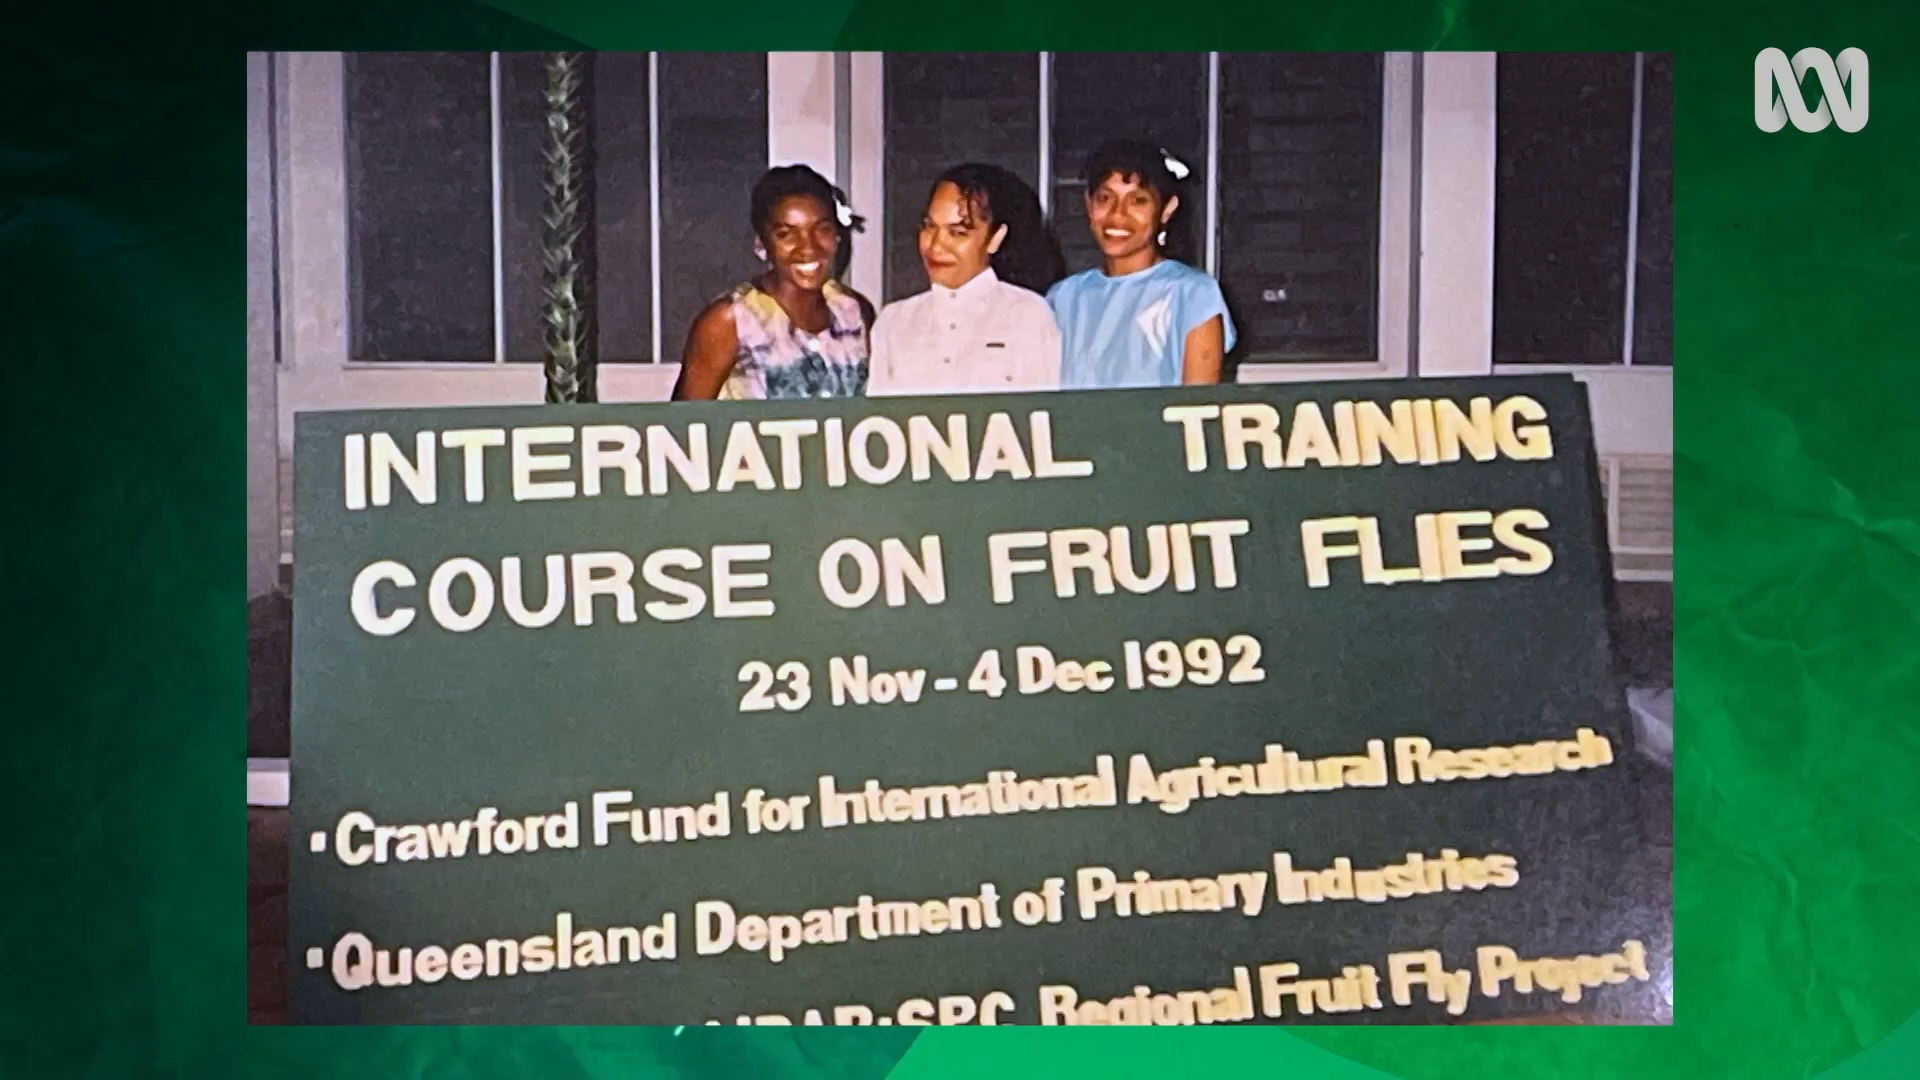 INTERNATIONAL TRAINING
COURSE ON FRUIT FLIES
23 Nov - 4 Dec 1992
▪ Crawford Fund for International Agricultural Research
▪ Queensland Department of Primary Industries
SPC Regional Fruit Fly Project